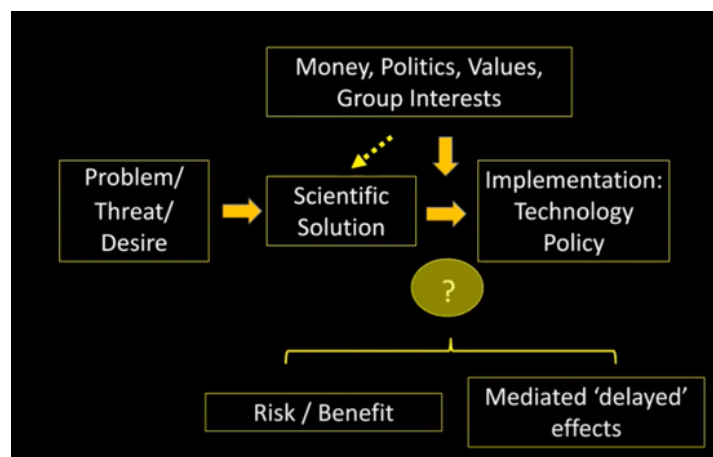 Money, Politics, Values,
Group Interests
Problem/
Threat/
Desire
Scientific
Solution
Implementation:
Technology
Policy
?
Risk / Benefit
Mediated ‘delayed’
effects